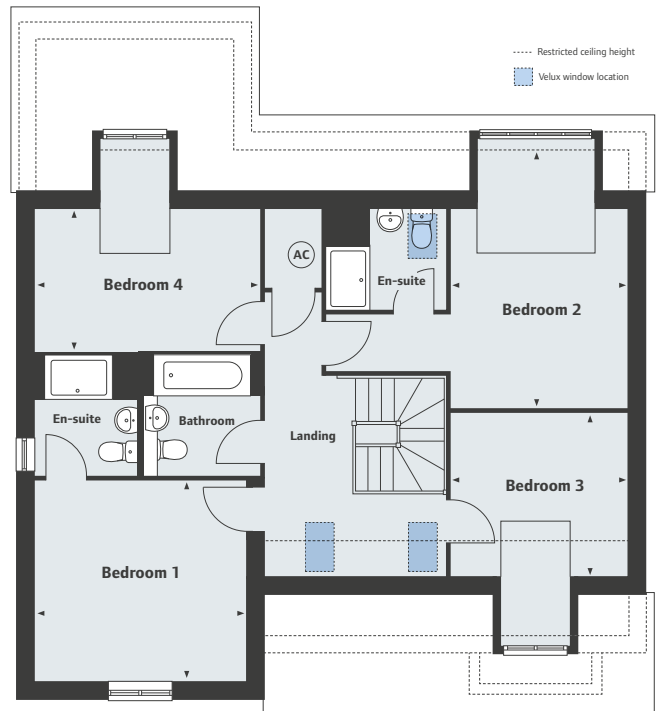 Restricted ceiling height
Velux window location
AC
Bedroom 4
En-suite
Bedroom 2
En-suite
Bathroom
Landing
Bedroom 3
Bedroom 1